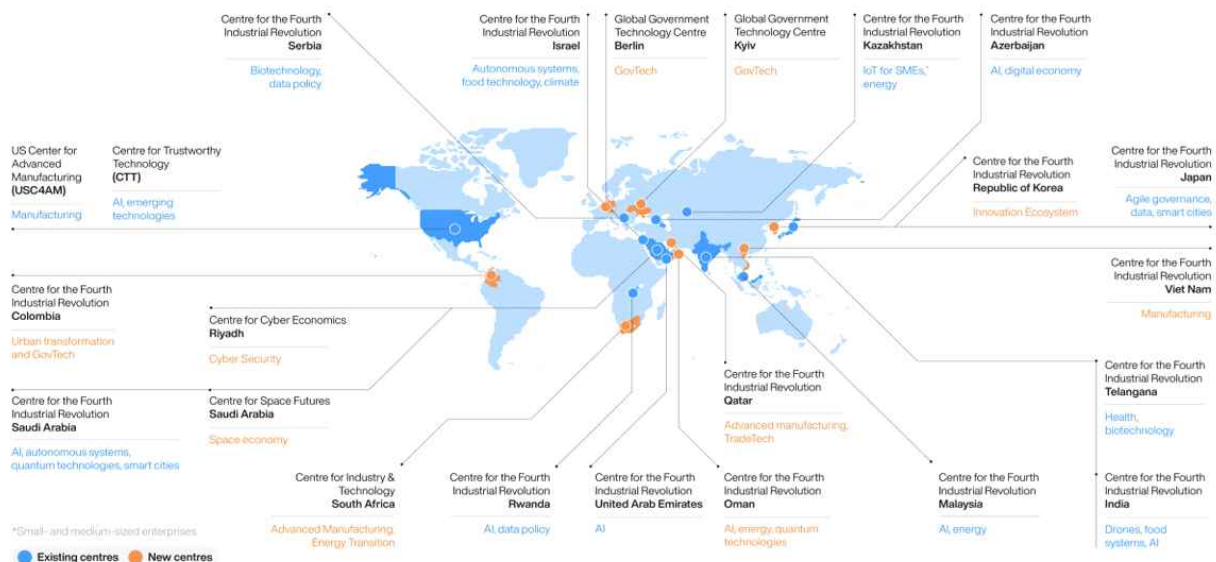 Centre for the Fourth
Industrial Revolution
Serbia
Biotechnology,
data policy
Centre for the Fourth
Industrial Revolution
Israel
Autonomous systems,
food technology, climate
Global Government
Technology Centre
Berlin
GovTech
Global Government
Technology Centre
Kyiv
GovTech
Centre for the Fourth
Industrial Revolution
Kazakhstan
IoT for SMEs,*
energy
Centre for the Fourth
Industrial Revolution
Azerbaijan
AI, digital economy
US Center for
Advanced
Manufacturing
(USC4AM)
Manufacturing
Centre for Trustworthy
Technology
(CTT)
AI, emerging
technologies
Centre for the Fourth
Industrial Revolution
Republic of Korea
Innovation Ecosystem
Centre for the Fourth
Industrial Revolution
Japan
Agile governance,
data, smart cities
Centre for the Fourth
Industrial Revolution
Colombia
Urban transformation
and GovTech
Centre for Cyber Economics
Riyadh
Cyber Security
Centre for the Fourth
Industrial Revolution
Viet Nam
Manufacturing
Centre for the Fourth
Industrial Revolution
Saudi Arabia
AI, autonomous systems,
quantum technologies, smart cities
Centre for Space Futures
Saudi Arabia
Space economy
Centre for the Fourth
Industrial Revolution
Qatar
Advanced manufacturing,
TradeTech
Centre for the Fourth
Industrial Revolution
Telangana
Health,
biotechnology
Centre for Industry &
Technology
South Africa
Advanced Manufacturing,
Energy Transition
Centre for the Fourth
Industrial Revolution
Rwanda
AI, data policy
Centre for the Fourth
Industrial Revolution
United Arab Emirates
AI
Centre for the Fourth
Industrial Revolution
Oman
AI, energy, quantum
technologies
Centre for the Fourth
Industrial Revolution
Malaysia
AI, energy
Centre for the Fourth
Industrial Revolution
India
Drones, food
systems, AI
*Small- and medium-sized enterprises
Existing centres
New centres